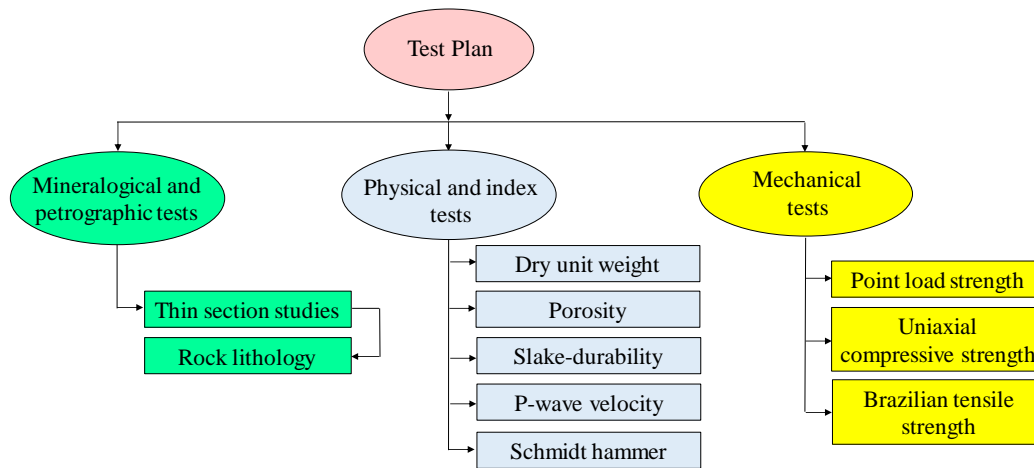 Test Plan
Mineralogical and
petrographic tests
Thin section studies
Rock lithology
Physical and index
tests
Dry unit weight
Porosity
Slake-durability
P-wave velocity
Schmidt hammer
Mechanical
tests
Point load strength
Uniaxial
compressive strength
Brazilian tensile
strength